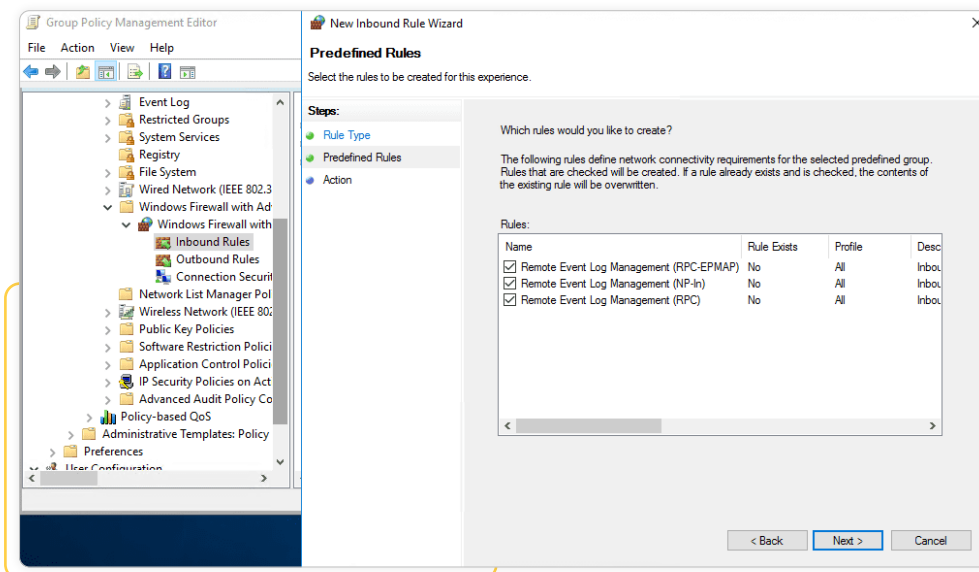 Group Policy Management Editor
File Action View Help
Event Log
Restricted Groups
System Services
Registry
File System
Wired Network (IEEE 802.3
Windows Firewall with Ad
Windows Firewall with
Inbound Rules
Outbound Rules
Connection Securit
Network List Manager Pol
Wireless Network (IEEE 802
Public Key Policies
Software Restriction Polici
Application Control Polici
IP Security Policies on Act
Advanced Audit Policy Co
Policy-based QoS
Administrative Templates: Policy
Preferences
User Configuration
New Inbound Rule Wizard
Predefined Rules
Select the rules to be created for this experience.
Steps:
Rule Type
Predefined Rules
Action
Which rules would you like to create?
The following rules define network connectivity requirements for the selected predefined group.
Rules that are checked will be created. If a rule already exists and is checked, the contents of
the existing rule will be overwritten.
Rules:
Name Rule Exists Profile Desc
Remote Event Log Management (RPC-EPMAP) No All Inbou
Remote Event Log Management (NP-In) No All Inbou
Remote Event Log Management (RPC) No All Inbou
< Back Next > Cancel